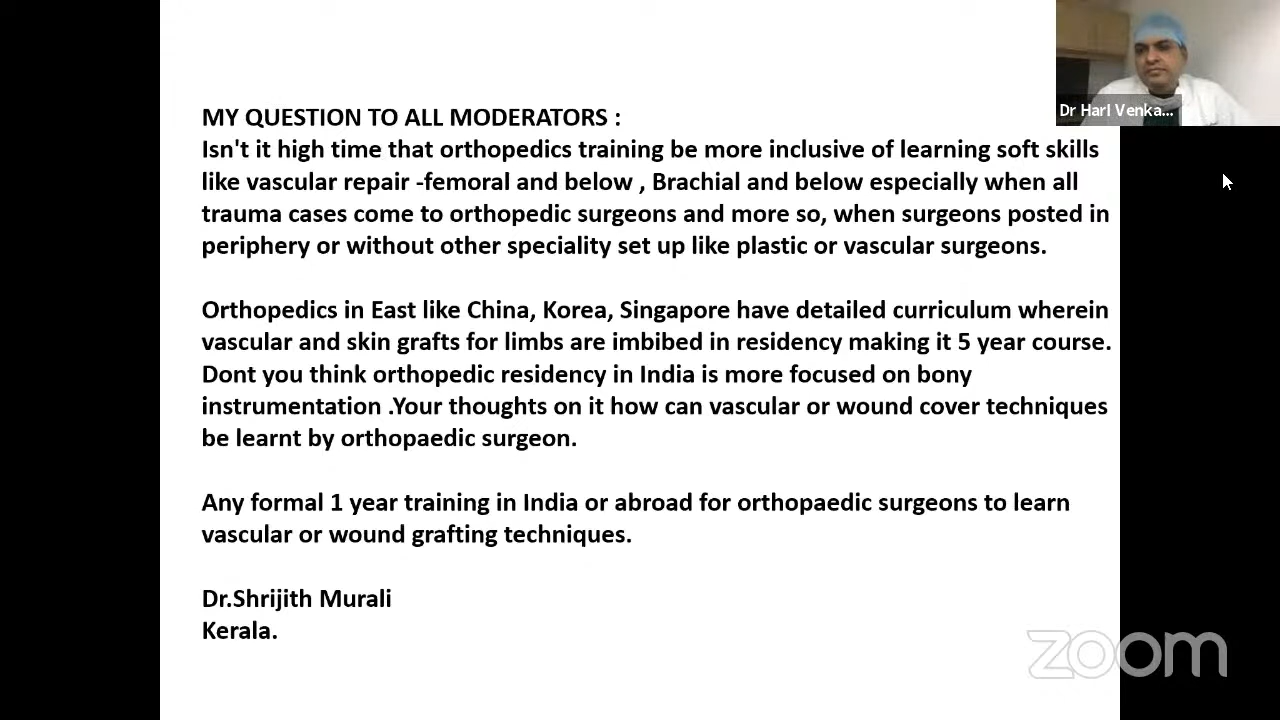 MY QUESTION TO ALL MODERATORS :
Isn't it high time that orthopedics training be more inclusive of learning soft skills
like vascular repair -femoral and below , Brachial and below especially when all
trauma cases come to orthopedic surgeons and more so, when surgeons posted in
periphery or without other speciality set up like plastic or vascular surgeons.
Orthopedics in East like China, Korea, Singapore have detailed curriculum wherein
vascular and skin grafts for limbs are imbibed in residency making it 5 year course.
Dont you think orthopedic residency in India is more focused on bony
instrumentation .Your thoughts on it how can vascular or wound cover techniques
be learnt by orthopaedic surgeon.
Any formal 1 year training in India or abroad for orthopaedic surgeons to learn
vascular or wound grafting techniques.
Dr.Shrijith Murali
Kerala.
Dr Harl Venka...
zoom